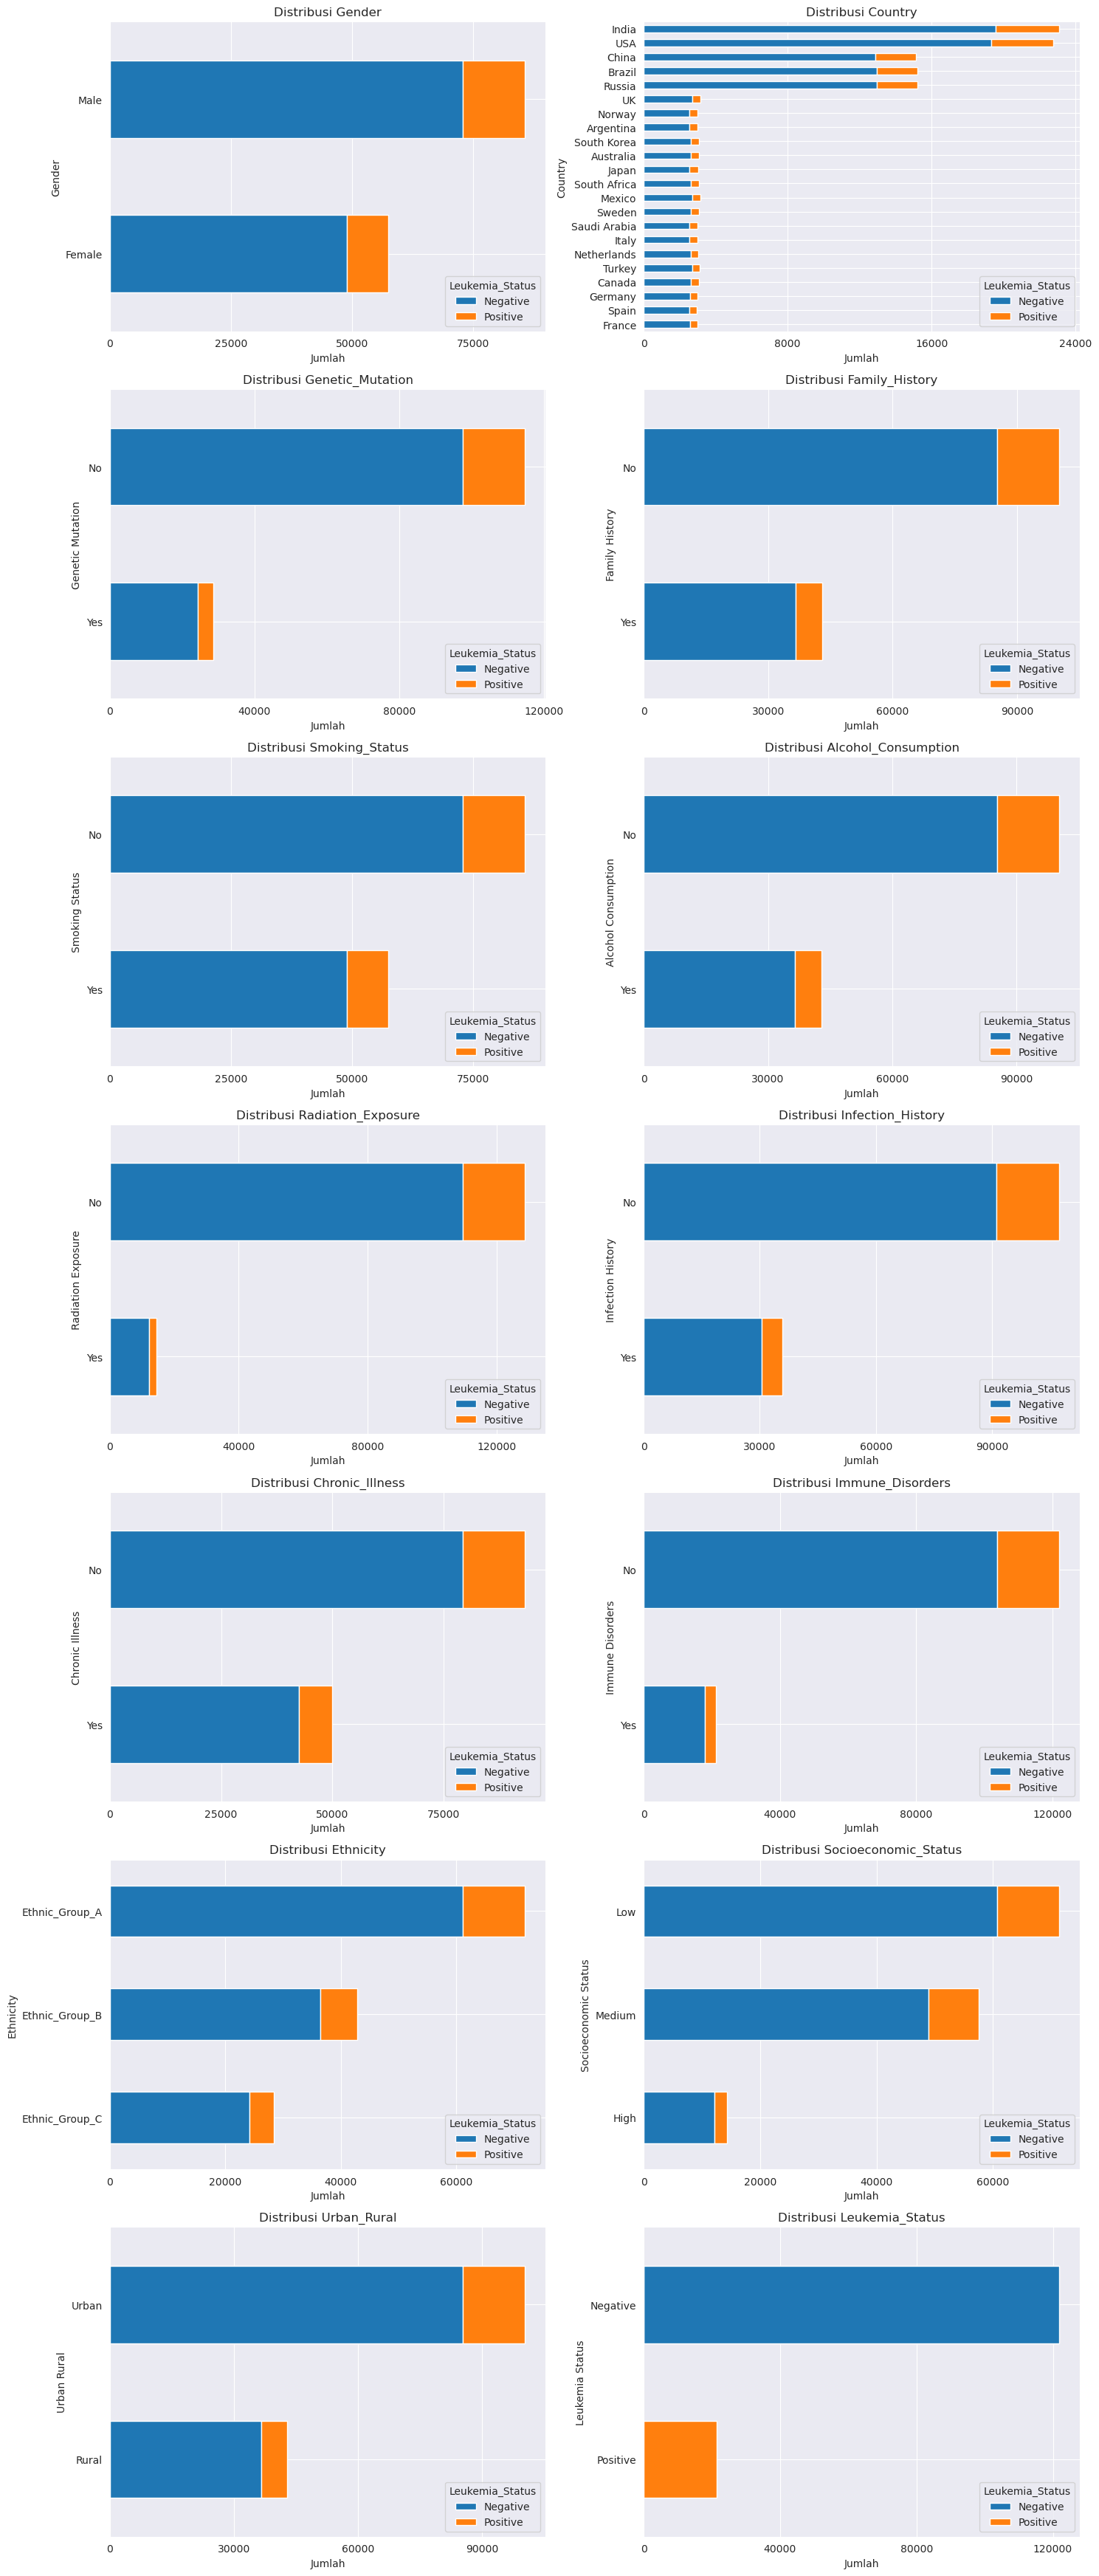 Distribusi Gender
Gender
Male
Female
0 25000 50000 75000
Jumlah
Leukemia_Status
Negative
Positive
Distribusi Country
Country
India
USA
China
Brazil
Russia
UK
Norway
Argentina
South Korea
Australia
Japan
South Africa
Mexico
Sweden
Saudi Arabia
Italy
Netherlands
Turkey
Canada
Germany
Spain
France
0 8000 16000 24000
Jumlah
Leukemia_Status
Negative
Positive
Distribusi Genetic_Mutation
Genetic Mutation
No
Yes
0 40000 80000 120000
Jumlah
Leukemia_Status
Negative
Positive
Distribusi Family_History
Family History
No
Yes
0 30000 60000 90000
Jumlah
Leukemia_Status
Negative
Positive
Distribusi Smoking_Status
Smoking Status
No
Yes
0 25000 50000 75000
Jumlah
Leukemia_Status
Negative
Positive
Distribusi Alcohol_Consumption
Alcohol Consumption
No
Yes
0 30000 60000 90000
Jumlah
Leukemia_Status
Negative
Positive
Distribusi Radiation_Exposure
Radiation Exposure
No
Yes
0 40000 80000 120000
Jumlah
Leukemia_Status
Negative
Positive
Distribusi Infection_History
Infection History
No
Yes
0 30000 60000 90000
Jumlah
Leukemia_Status
Negative
Positive
Distribusi Chronic_Illness
Chronic Illness
No
Yes
0 25000 50000 75000
Jumlah
Leukemia_Status
Negative
Positive
Distribusi Immune_Disorders
Immune Disorders
No
Yes
0 40000 80000 120000
Jumlah
Leukemia_Status
Negative
Positive
Distribusi Ethnicity
Ethnicity
Ethnic_Group_A
Ethnic_Group_B
Ethnic_Group_C
0 20000 40000 60000
Jumlah
Leukemia_Status
Negative
Positive
Distribusi Socioeconomic_Status
Socioeconomic Status
Low
Medium
High
0 20000 40000 60000
Jumlah
Leukemia_Status
Negative
Positive
Distribusi Urban_Rural
Urban Rural
Urban
Rural
0 30000 60000 90000
Jumlah
Leukemia_Status
Negative
Positive
Distribusi Leukemia_Status
Leukemia Status
Negative
Positive
0 40000 80000 120000
Jumlah
Leukemia_Status
Negative
Positive